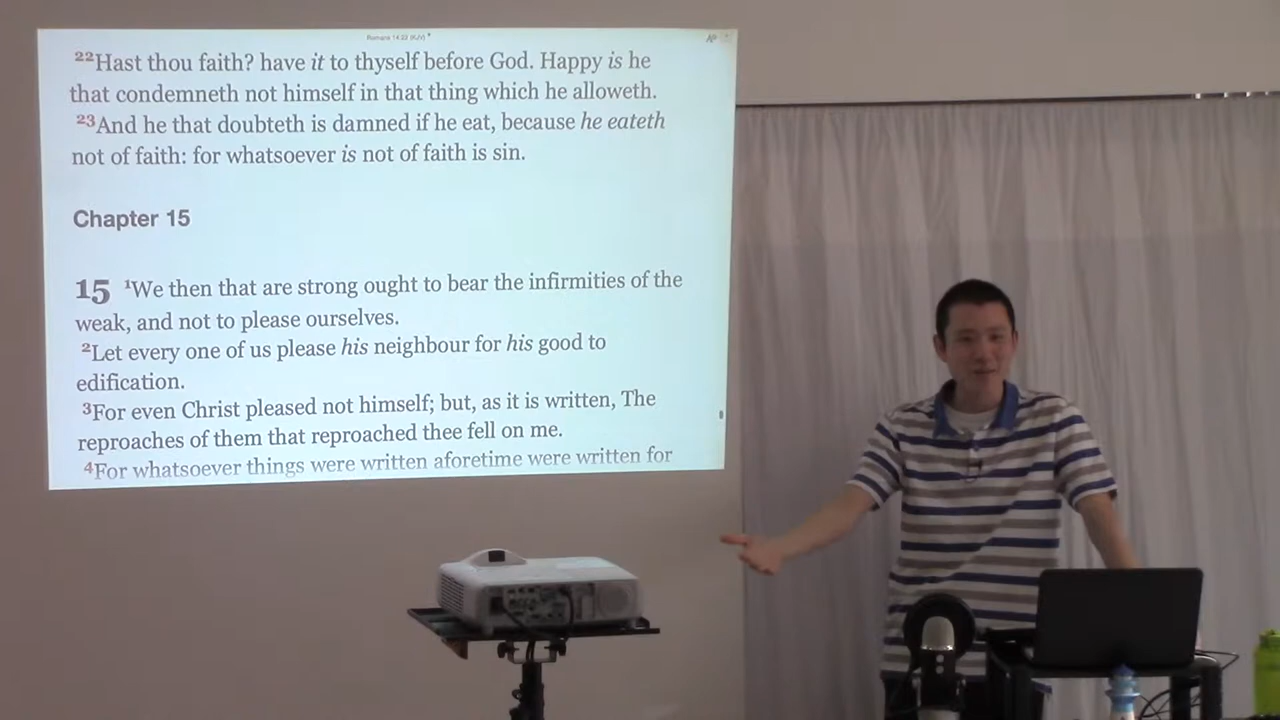 Romans 14:22 (KJV)
22Hast thou faith? have it to thyself before God. Happy is he
that condemneth not himself in that thing which he alloweth.
23And he that doubteth is damned if he eat, because he eateth
not of faith: for whatsoever is not of faith is sin.
Chapter 15
15 1We then that are strong ought to bear the infirmities of the
weak, and not to please ourselves.
2Let every one of us please his neighbour for his good to
edification.
3For even Christ pleased not himself; but, as it is written, The
reproaches of them that reproached thee fell on me.
4For whatsoever things were written aforetime were written for